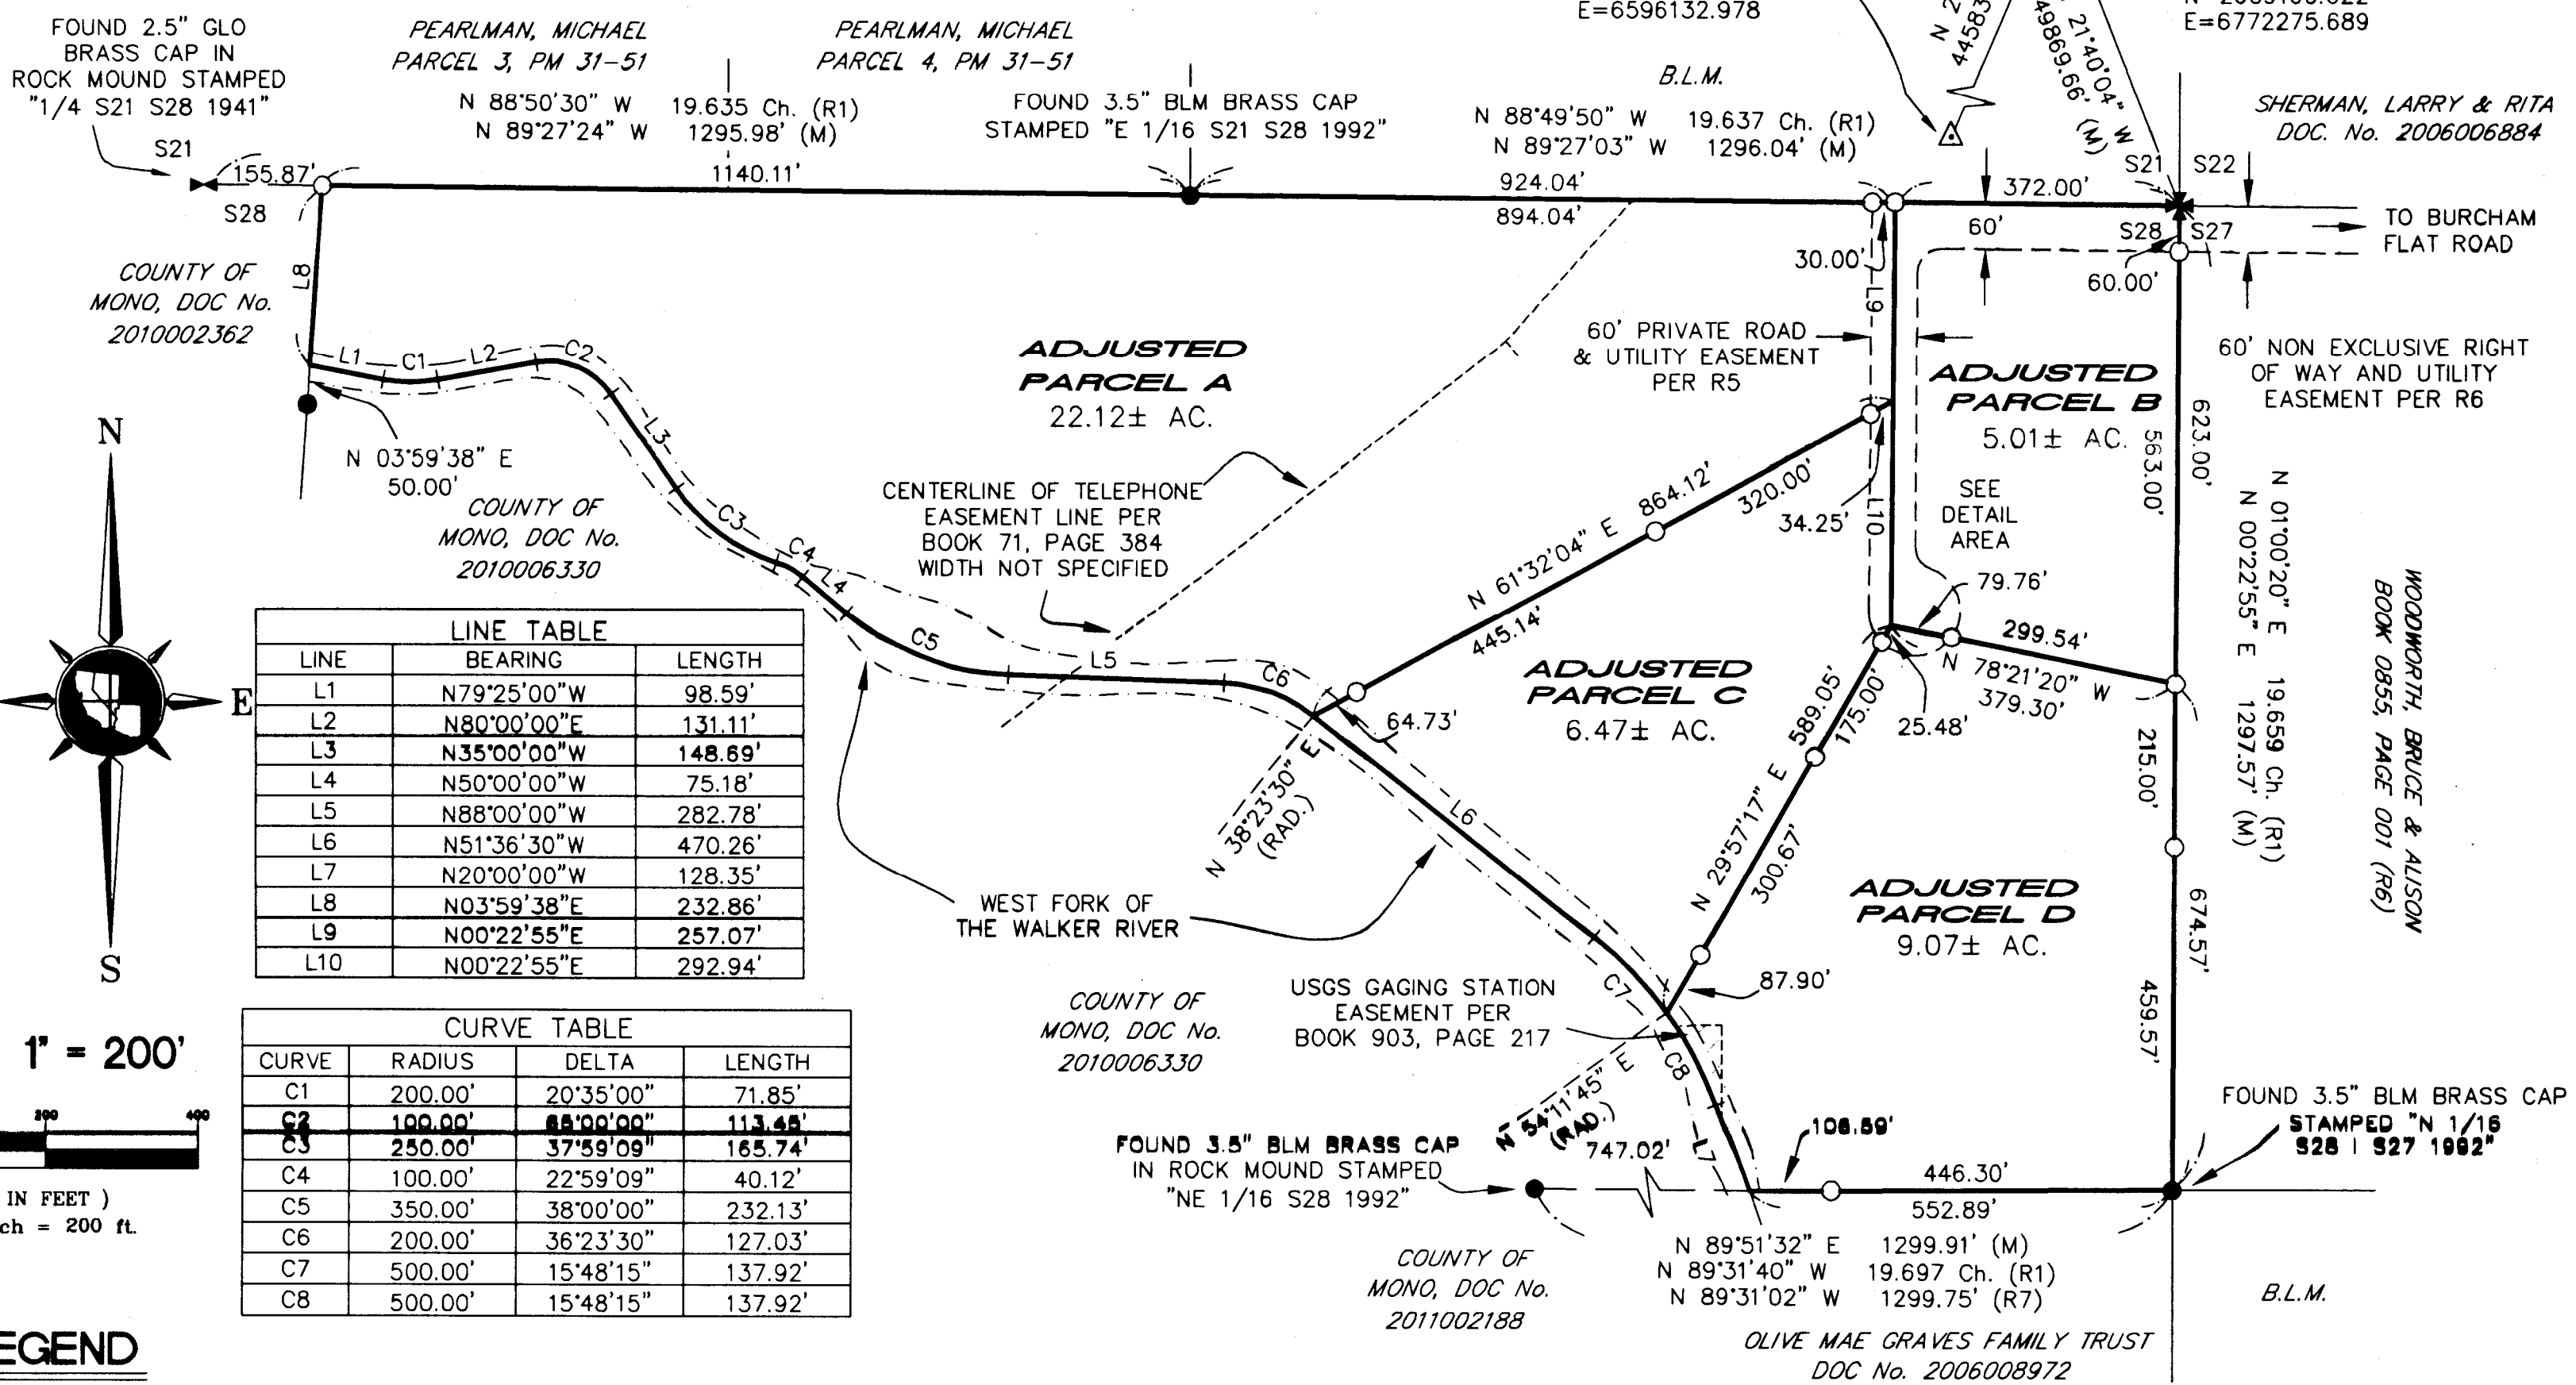 FOUND 2.5" GLO
BRASS CAP IN
ROCK MOUND STAMPED
"1/4 S21 S28 1941"
PEARLMAN, MICHAEL
PARCEL 3, PM 31-51
PEARLMAN, MICHAEL
PARCEL 4, PM 31-51
N 88°50'30" W 19.635 Ch. (R1)
N 89°27'24" W 1295.98' (M)
FOUND 3.5" BLM BRASS CAP
STAMPED "E 1/16 S21 S28 1992"
E=6596132.978
B.L.M.
N 88°49'50" W 19.637 Ch. (R1)
N 89°27'03" W 1296.04' (M)
44583
21°40'04" W
49869.66' (M)
E=6772275.689
SHERMAN, LARRY & RITA
DOC. No. 2006006884
S21
155.87'
S28
1140.11'
924.04'
894.04'
372.00'
S21
S22
60'
S28
S27
60.00'
30.00'
TO BURCHAM
FLAT ROAD
COUNTY OF
MONO, DOC No.
2010002362
L8
L1
C1
L2
C2
L3
C3
C4
L4
C5
L5
C6
L6
C7
C8
L7
L9
L10
N 03°59'38" E
50.00'
COUNTY OF
MONO, DOC No.
2010006330
ADJUSTED
PARCEL A
22.12± AC.
60' PRIVATE ROAD
& UTILITY EASEMENT
PER R5
ADJUSTED
PARCEL B
5.01± AC.
60' NON EXCLUSIVE RIGHT
OF WAY AND UTILITY
EASEMENT PER R6
623.00'
563.00'
N 01°00'20" E 19.659 Ch. (R1)
N 00°22'55" E 1297.57' (M)
WOODWORTH, BRUCE & ALISON
BOOK 0855, PAGE 001 (R6)
CENTERLINE OF TELEPHONE
EASEMENT LINE PER
BOOK 71, PAGE 384
WIDTH NOT SPECIFIED
N 61°32'04" E 864.12'
320.00'
445.14'
34.25'
64.73'
SEE
DETAIL
AREA
79.76'
299.54'
N 78°21'20" W
379.30'
25.48'
215.00'
674.57'
459.57'
ADJUSTED
PARCEL C
6.47± AC.
N 29°57'17" E 589.05'
175.00'
300.67'
87.90'
N 38°23'30" E
(RAD.)
ADJUSTED
PARCEL D
9.07± AC.
WEST FORK OF
THE WALKER RIVER
N
E
S
LINE TABLE
LINE BEARING LENGTH
L1 N79°25'00"W 98.59'
L2 N80°00'00"E 131.11'
L3 N35°00'00"W 148.69'
L4 N50°00'00"W 75.18'
L5 N88°00'00"W 282.78'
L6 N51°36'30"W 470.26'
L7 N20°00'00"W 128.35'
L8 N03°59'38"E 232.86'
L9 N00°22'55"E 257.07'
L10 N00°22'55"E 292.94'
CURVE TABLE
CURVE RADIUS DELTA LENGTH
C1 200.00' 20°35'00" 71.85'
C2 100.00' 65°00'00" 113.45'
C3 250.00' 37°59'09" 165.74'
C4 100.00' 22°59'09" 40.12'
C5 350.00' 38°00'00" 232.13'
C6 200.00' 36°23'30" 127.03'
C7 500.00' 15°48'15" 137.92'
C8 500.00' 15°48'15" 137.92'
1" = 200'
200
400
IN FEET )
ch = 200 ft.
EGEND
COUNTY OF
MONO, DOC No.
2010006330
USGS GAGING STATION
EASEMENT PER
BOOK 903, PAGE 217
N 54°11'45" E
(RAD.)
FOUND 3.5" BLM BRASS CAP
IN ROCK MOUND STAMPED
"NE 1/16 S28 1992"
747.02'
106.59'
446.30'
552.89'
FOUND 3.5" BLM BRASS CAP
STAMPED "N 1/16
S28 | S27 1992"
N 89°51'32" E 1299.91' (M)
N 89°31'40" W 19.697 Ch. (R1)
N 89°31'02" W 1299.75' (R7)
COUNTY OF
MONO, DOC No.
2011002188
B.L.M.
OLIVE MAE GRAVES FAMILY TRUST
DOC No. 2006008972